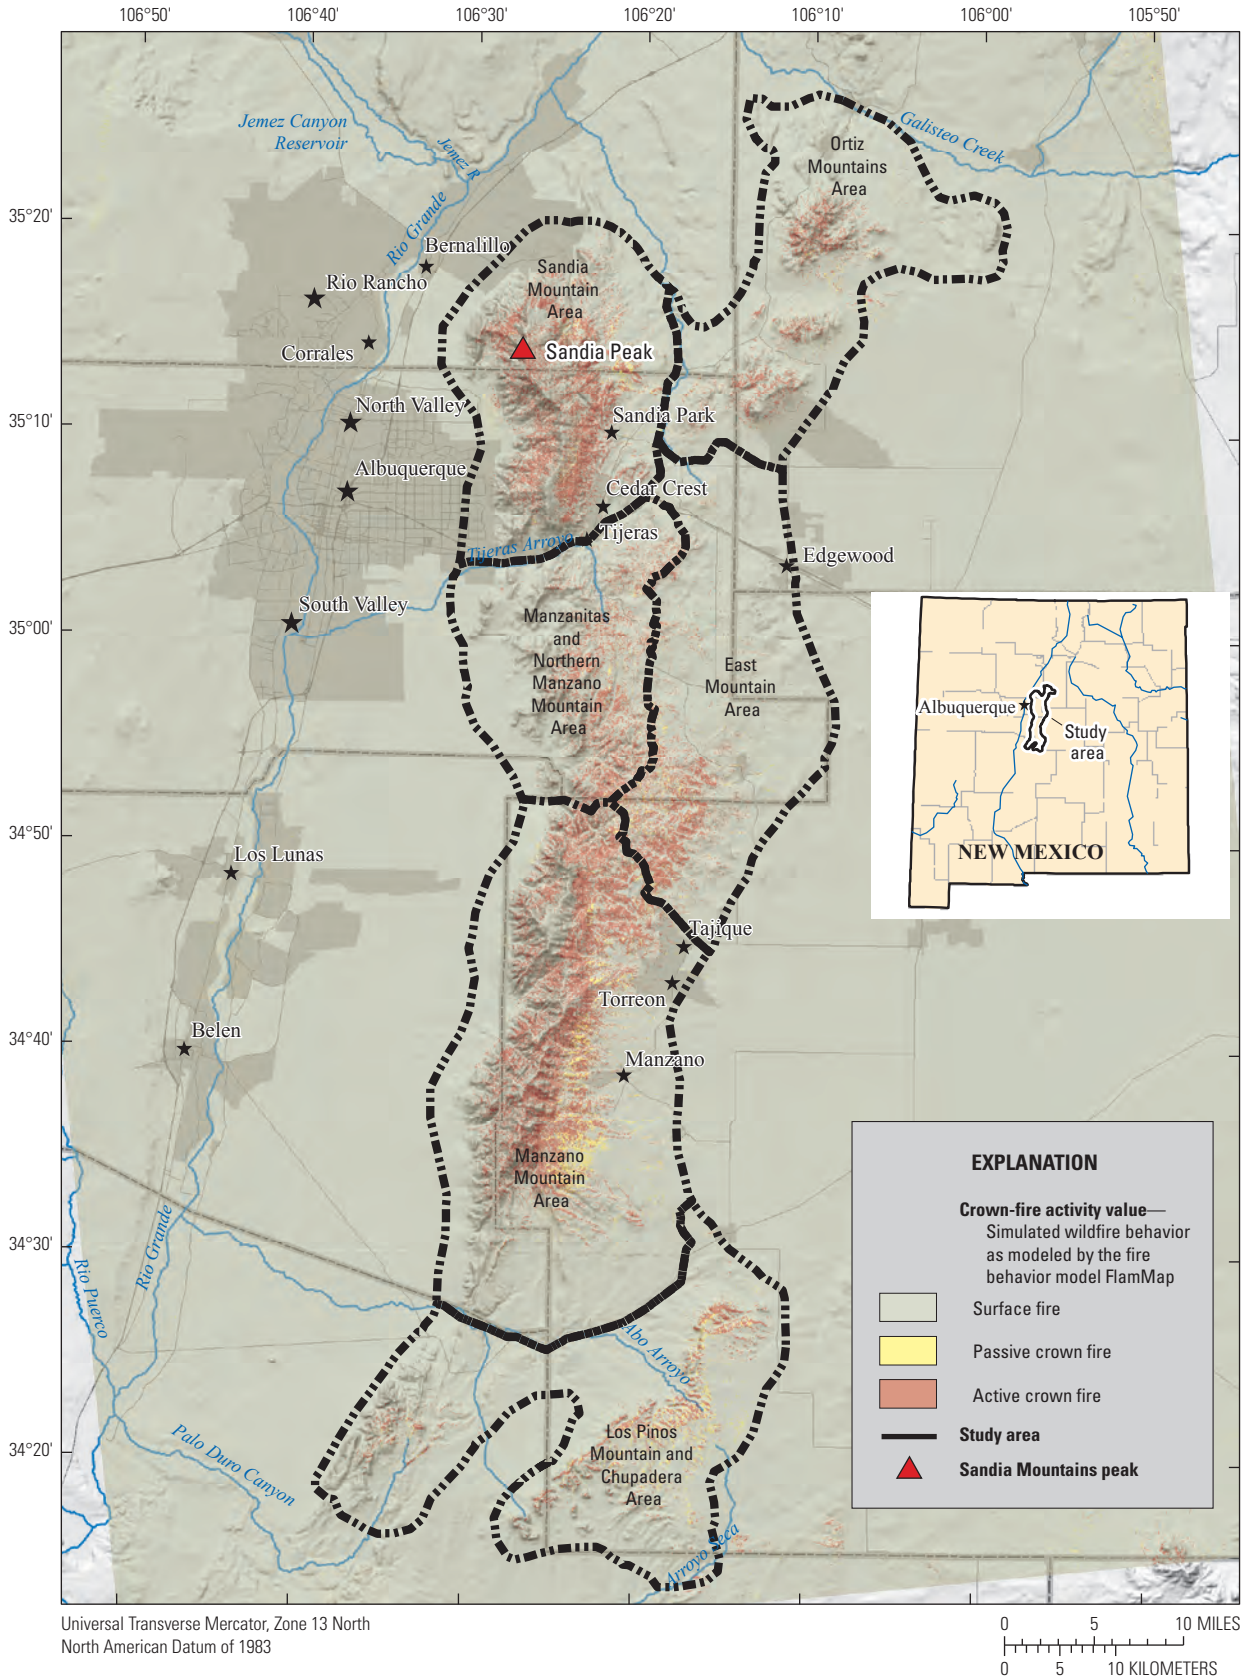 106°50' 106°40' 106°30' 106°20' 106°10' 106°00' 105°50'
Jemez Canyon
Reservoir
Jemez R
Galisteo Creek
Ortiz
Mountains
Area
35°20'
Rio Grande
Bernalillo
Sandia
Mountain
Area
Rio Rancho
Corrales
Sandia Peak
North Valley
Sandia Park
35°10'
Albuquerque
Cedar Crest
Tijeras Arroyo
Tijeras
Edgewood
South Valley
35°00'
Manzanitas
and
Northern
Manzano
Mountain
Area
East
Mountain
Area
Albuquerque
Study
area
NEW MEXICO
34°50'
Los Lunas
Tajique
Torreon
34°40'
Belen
Manzano
Manzano
Mountain
Area
34°30'
Rio Puerco
Rio Grande
Abo Arroyo
34°20'
Palo Duro Canyon
Los Pinos
Mountain and
Chupadera
Area
Arroyo Seca
EXPLANATION
Crown-fire activity value—
Simulated wildfire behavior
as modeled by the fire
behavior model FlamMap
Surface fire
Passive crown fire
Active crown fire
Study area
Sandia Mountains peak
Universal Transverse Mercator, Zone 13 North
North American Datum of 1983
0 5 10 MILES
0 5 10 KILOMETERS